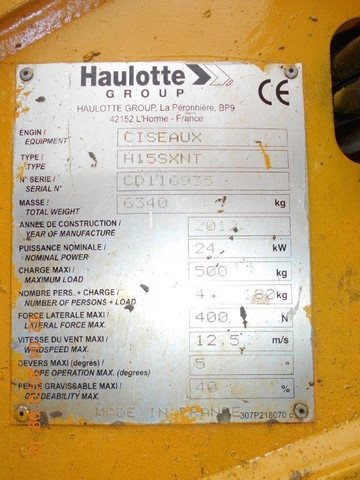 Haulotte
GROUP
CE
HAULOTTE GROUP, La Péronnière, BP9
42152 L'Horme - France
ENGIN / CISEAUX
EQUIPMENT
TYPE / H15SXNT
TYPE
N° SERIE / CD116935
SERIAL N°
MASSE / 6340 kg
TOTAL WEIGHT
ANNEE DE CONSTRUCTION /
YEAR OF MANUFACTURE
PUISSANCE NOMINALE / 24 kW
NOMINAL POWER
CHARGE MAXI / 500 kg
MAXIMUM LOAD
NOMBRE PERS. + CHARGE / 4 kg
NUMBER OF PERSONS + LOAD
FORCE LATERALE MAXI / 400 N
LATERAL FORCE MAX.
VITESSE DU VENT MAXI / 12.5 m/s
WINDSPEED MAX.
DEVERS MAXI (degrés) / 5 °
OPERATION MAX. (degrees)
PENTE GRAVISSABLE MAXI / 40 %
GRADEABILITY MAX.
MADE IN FRANCE 307P218070